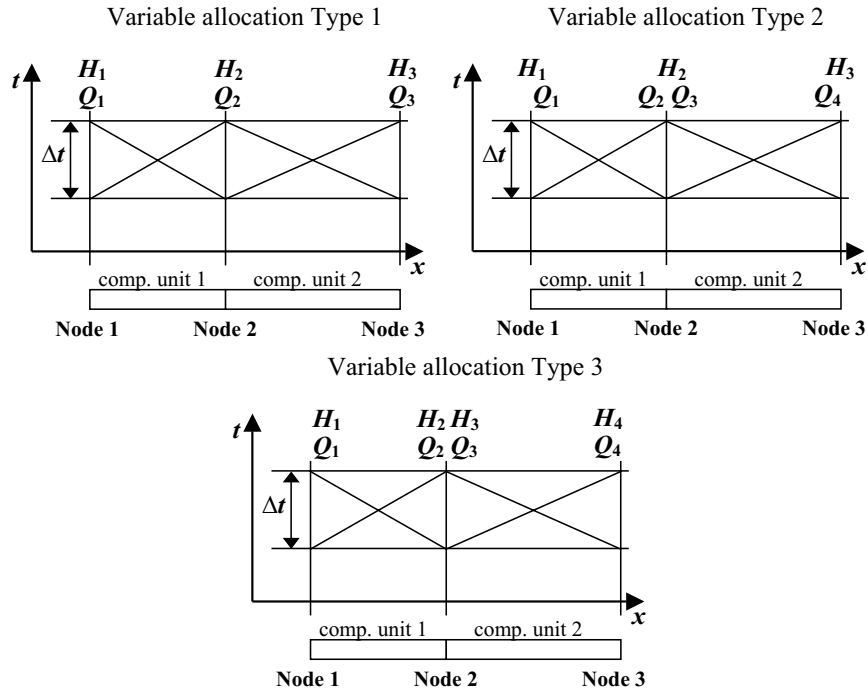 Variable allocation Type 1
t
H₁ H₂ H₃
Q₁ Q₂ Q₃
Δt
x
comp. unit 1 comp. unit 2
Node 1 Node 2 Node 3
Variable allocation Type 2
t
H₁ H₂ H₃
Q₁ Q₂ Q₃ Q₄
Δt
x
comp. unit 1 comp. unit 2
Node 1 Node 2 Node 3
Variable allocation Type 3
t
H₁ H₂ H₃ H₄
Q₁ Q₂ Q₃ Q₄
Δt
x
comp. unit 1 comp. unit 2
Node 1 Node 2 Node 3